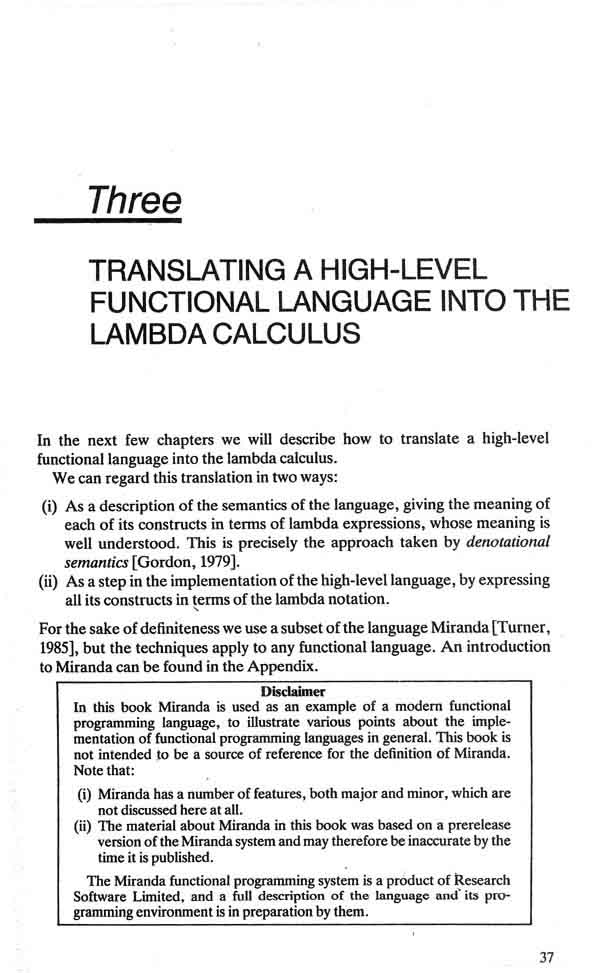 Three
TRANSLATING A HIGH-LEVEL
FUNCTIONAL LANGUAGE INTO THE
LAMBDA CALCULUS
In the next few chapters we will describe how to translate a high-level
functional language into the lambda calculus.
We can regard this translation in two ways:
(i) As a description of the semantics of the language, giving the meaning of
each of its constructs in terms of lambda expressions, whose meaning is
well understood. This is precisely the approach taken by denotational
semantics [Gordon, 1979].
(ii) As a step in the implementation of the high-level language, by expressing
all its constructs in terms of the lambda notation.
For the sake of definiteness we use a subset of the language Miranda [Turner,
1985], but the techniques apply to any functional language. An introduction
to Miranda can be found in the Appendix.
Disclaimer
In this book Miranda is used as an example of a modern functional
programming language, to illustrate various points about the imple-
mentation of functional programming languages in general. This book is
not intended to be a source of reference for the definition of Miranda.
Note that:
(i) Miranda has a number of features, both major and minor, which are
not discussed here at all.
(ii) The material about Miranda in this book was based on a prerelease
version of the Miranda system and may therefore be inaccurate by the
time it is published.
The Miranda functional programming system is a product of Research
Software Limited, and a full description of the language and its pro-
gramming environment is in preparation by them.
37